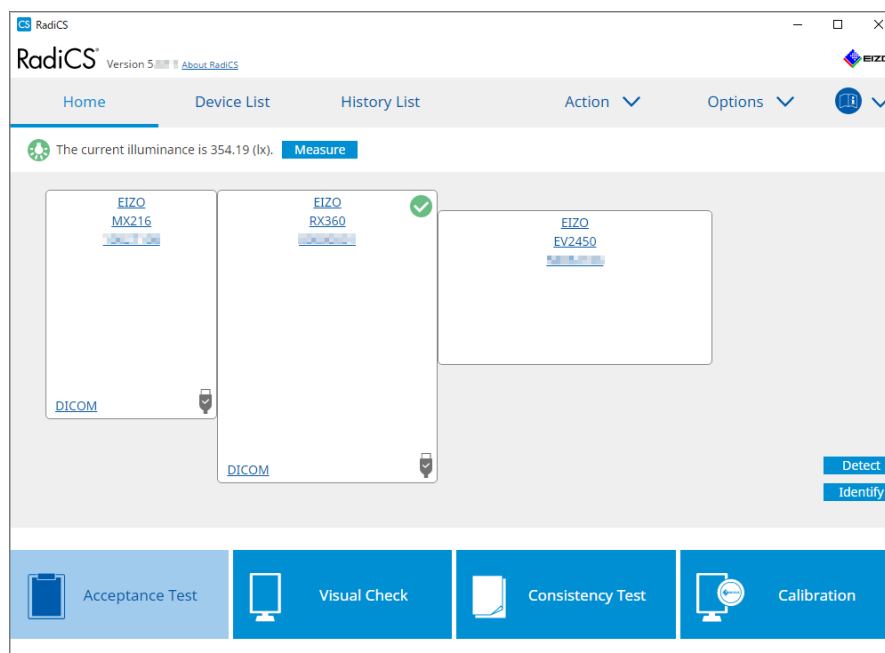 CS RadiCS
RadiCS® Version 5. About RadiCS
EIZO
Home Device List History List Action Options
The current illuminance is 354.19 (lx). Measure
EIZO
MX216
DICOM
EIZO
RX360
DICOM
EIZO
EV2450
Detect
Identify
Acceptance Test Visual Check Consistency Test Calibration